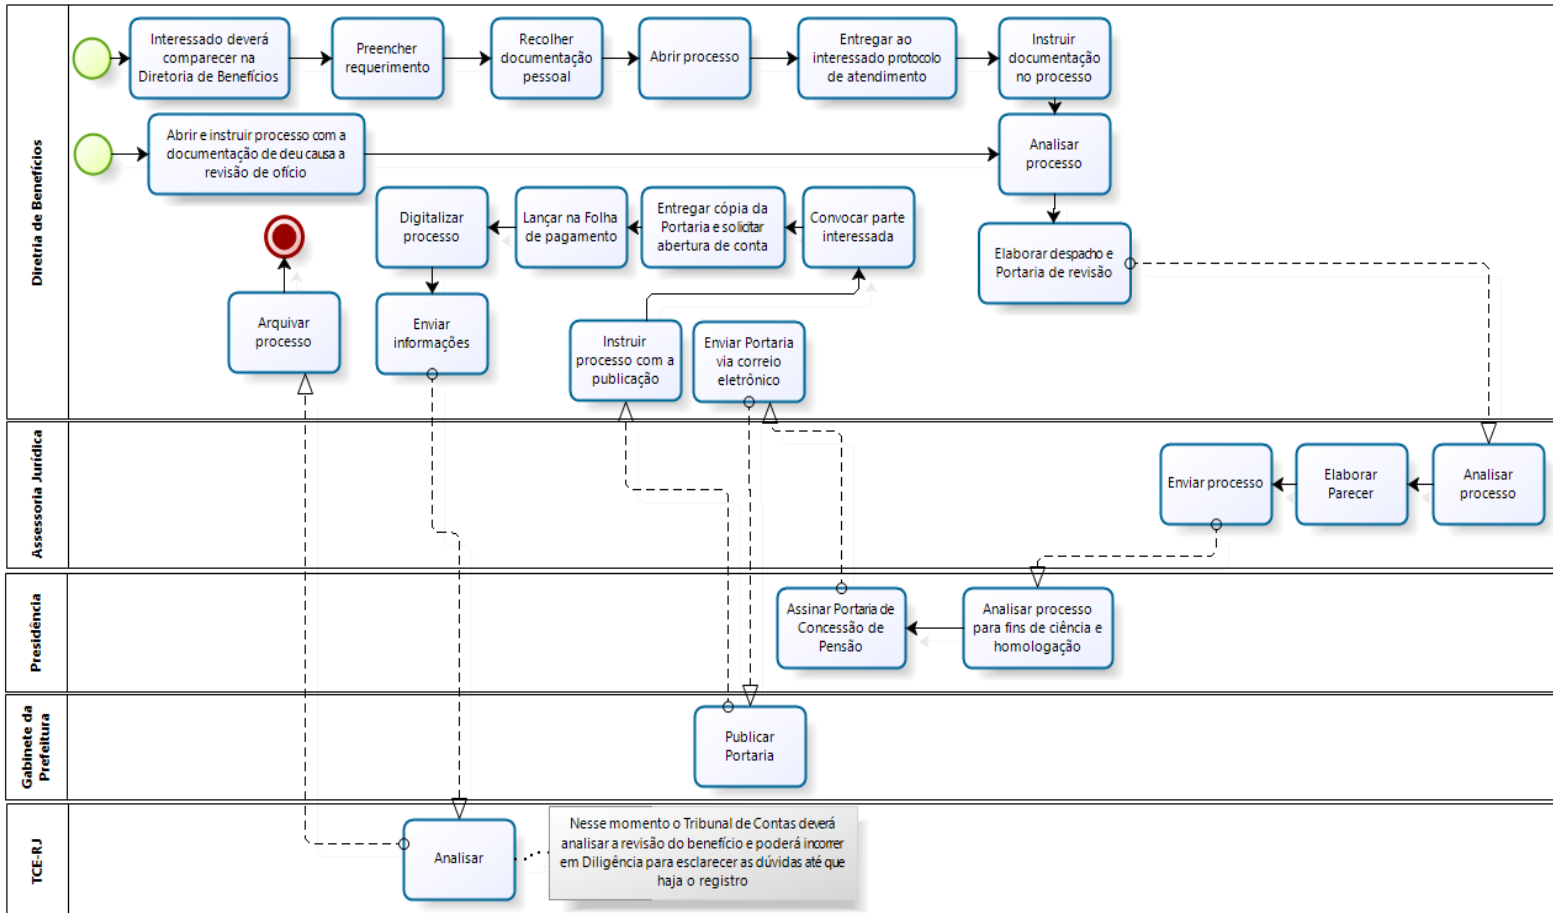 Diretria de Benefícios
Interessado deverá
comparecer na
Diretoria de Benefícios
Preencher
requerimento
Recolher
documentação
pessoal
Abrir processo
Entregar ao
interessado protocolo
de atendimento
Instruir
documentação
no processo
Abrir e instruir processo com a
documentação de deu causa a
revisão de ofício
Analisar
processo
Digitalizar
processo
Lançar na Folha
de pagamento
Entregar cópia da
Portaria e solicitar
abertura de conta
Convocar parte
interessada
Elaborar despacho e
Portaria de revisão
Arquivar
processo
Enviar
informações
Instruir
processo com a
publicação
Enviar Portaria
via correio
eletrônico
Assessoria Jurídica
Enviar processo
Elaborar
Parecer
Analisar
processo
Presidência
Assinar Portaria de
Concessão de
Pensão
Analisar processo
para fins de ciência e
homologação
Gabinete da
Prefeitura
Publicar
Portaria
TCE-RJ
Analisar
Nesse momento o Tribunal de Contas deverá
analisar a revisão do benefício e poderá incorrer
em Diligência para esclarecer as dúvidas até que
haja o registro